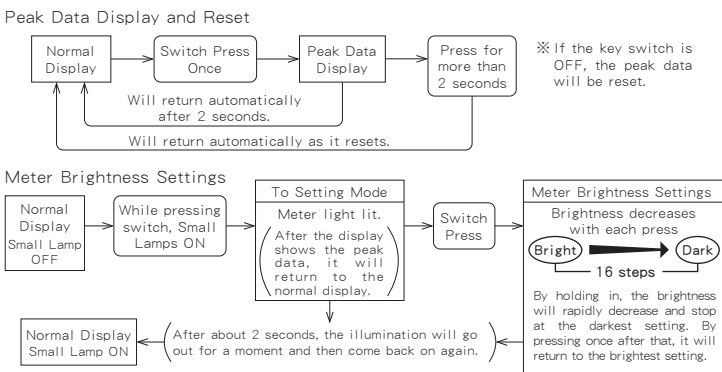 Peak Data Display and Reset
Normal
Display
Switch Press
Once
Peak Data
Display
Press for
more than
2 seconds
※ If the key switch is
OFF, the peak data
will be reset.
Will return automatically
after 2 seconds.
Will return automatically as it resets.
Meter Brightness Settings
Normal
Display
Small Lamp
OFF
While pressing
switch, Small
Lamps ON
To Setting Mode
Meter light lit.
(After the display
shows the peak
data, it will
return to the
normal display.)
Switch
Press
Meter Brightness Settings
Brightness decreases
with each press
Bright
Dark
16 steps
By holding in, the brightness
will rapidly decrease and stop
at the darkest setting. By
pressing once after that, it will
return to the brightest setting.
(After about 2 seconds, the illumination will go
out for a moment and then come back on again.)
Normal Display
Small Lamp ON